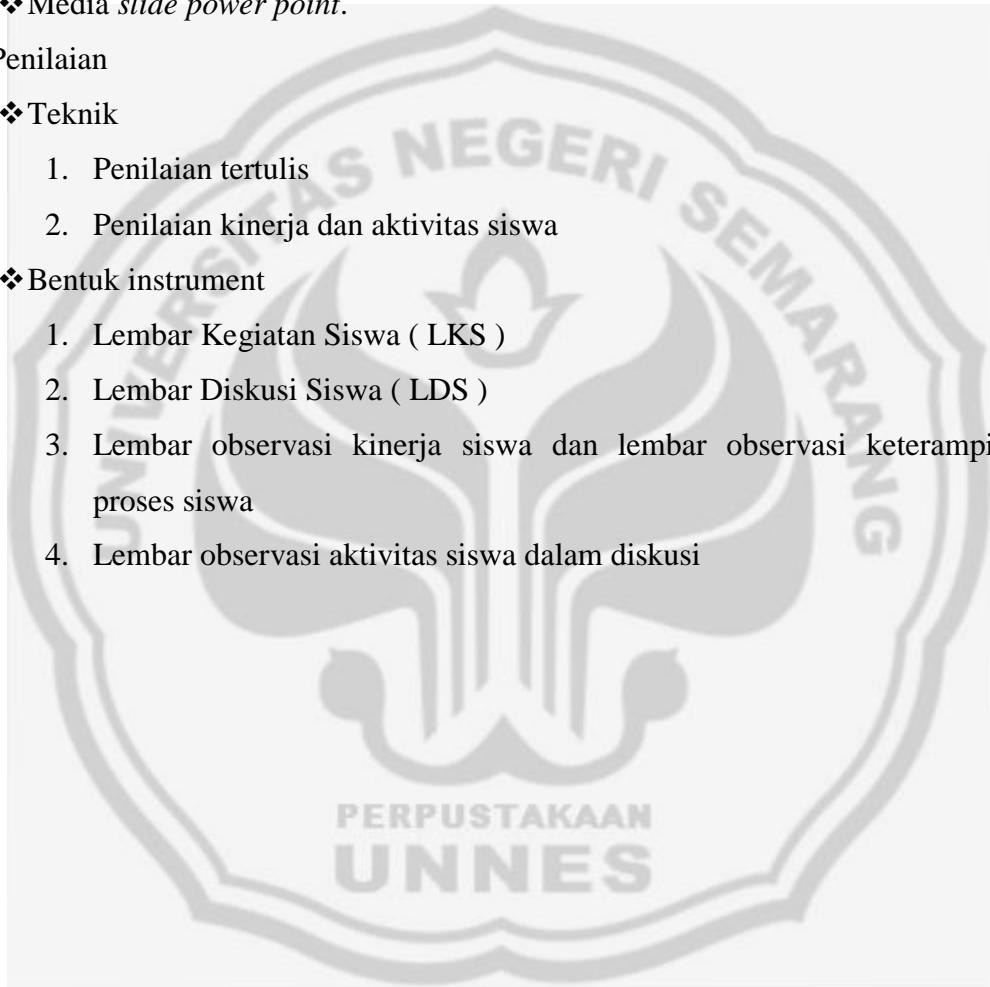 ❖ Media slide power point.
Penilaian
❖ Teknik
1. Penilaian tertulis
2. Penilaian kinerja dan aktivitas siswa
❖ Bentuk instrument
1. Lembar Kegiatan Siswa ( LKS )
2. Lembar Diskusi Siswa ( LDS )
3. Lembar observasi kinerja siswa dan lembar observasi keterampi
proses siswa
4. Lembar observasi aktivitas siswa dalam diskusi
UNIVERSITAS NEGERI SEMARANG
PERPUSTAKAAN
UNNES